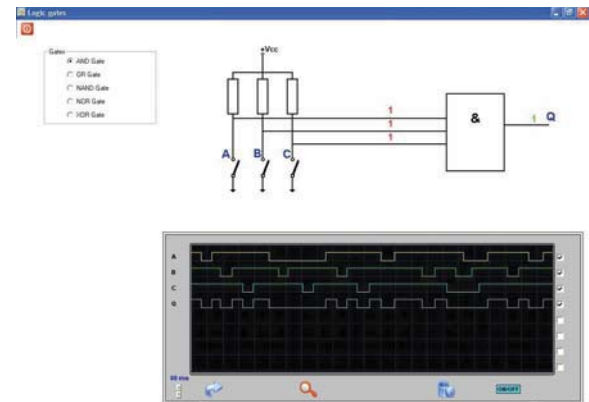 Logic gates
Gates
AND Gate
OR Gate
NAND Gate
NOR Gate
XOR Gate
+Vcc
1
1
1
&
1 Q
A B C
A
B
C
Q
ON/OFF